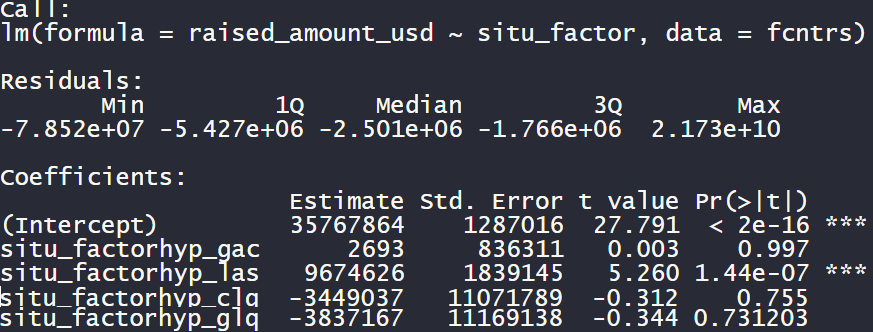 Call:
lm(formula = raised_amount_usd ~ situ_factor, data = fcntrs)
Residuals:
Min 1Q Median 3Q Max
-7.852e+07 -5.427e+06 -2.501e+06 -1.766e+06 2.173e+10
Coefficients:
Estimate Std. Error t value Pr(>|t|)
(Intercept) 35767864 1287016 27.791 < 2e-16 ***
situ_factorhyp_gac 2693 836311 0.003 0.997
situ_factorhyp_las 9674626 1839145 5.260 1.44e-07 ***
situ_factorhyp_clq -3449037 11071789 -0.312 0.755
situ_factorhyp_glq -3837167 11169138 -0.344 0.731203